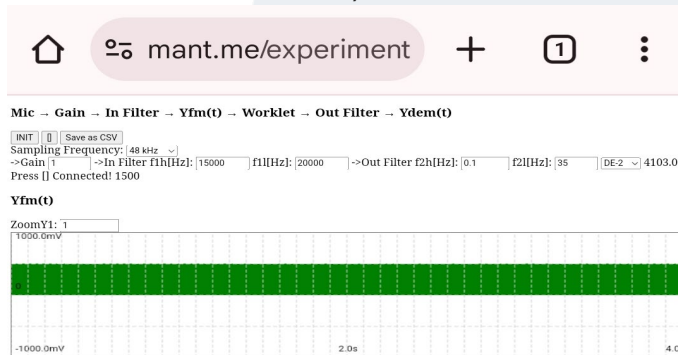 mant.me/experiment
1
Mic → Gain → In Filter → Yfm(t) → Worklet → Out Filter → Ydem(t)
INIT [] Save as CSV
Sampling Frequency: 48 kHz
->Gain 1 ->In Filter f1h[Hz]: 15000 f1l[Hz]: 20000 ->Out Filter f2h[Hz]: 0.1 f2l[Hz]: 35 DE-2 4103.0
Press [] Connected! 1500
Yfm(t)
ZoomY1: 1
1000.0mV
0
-1000.0mV 2.0s 4.0